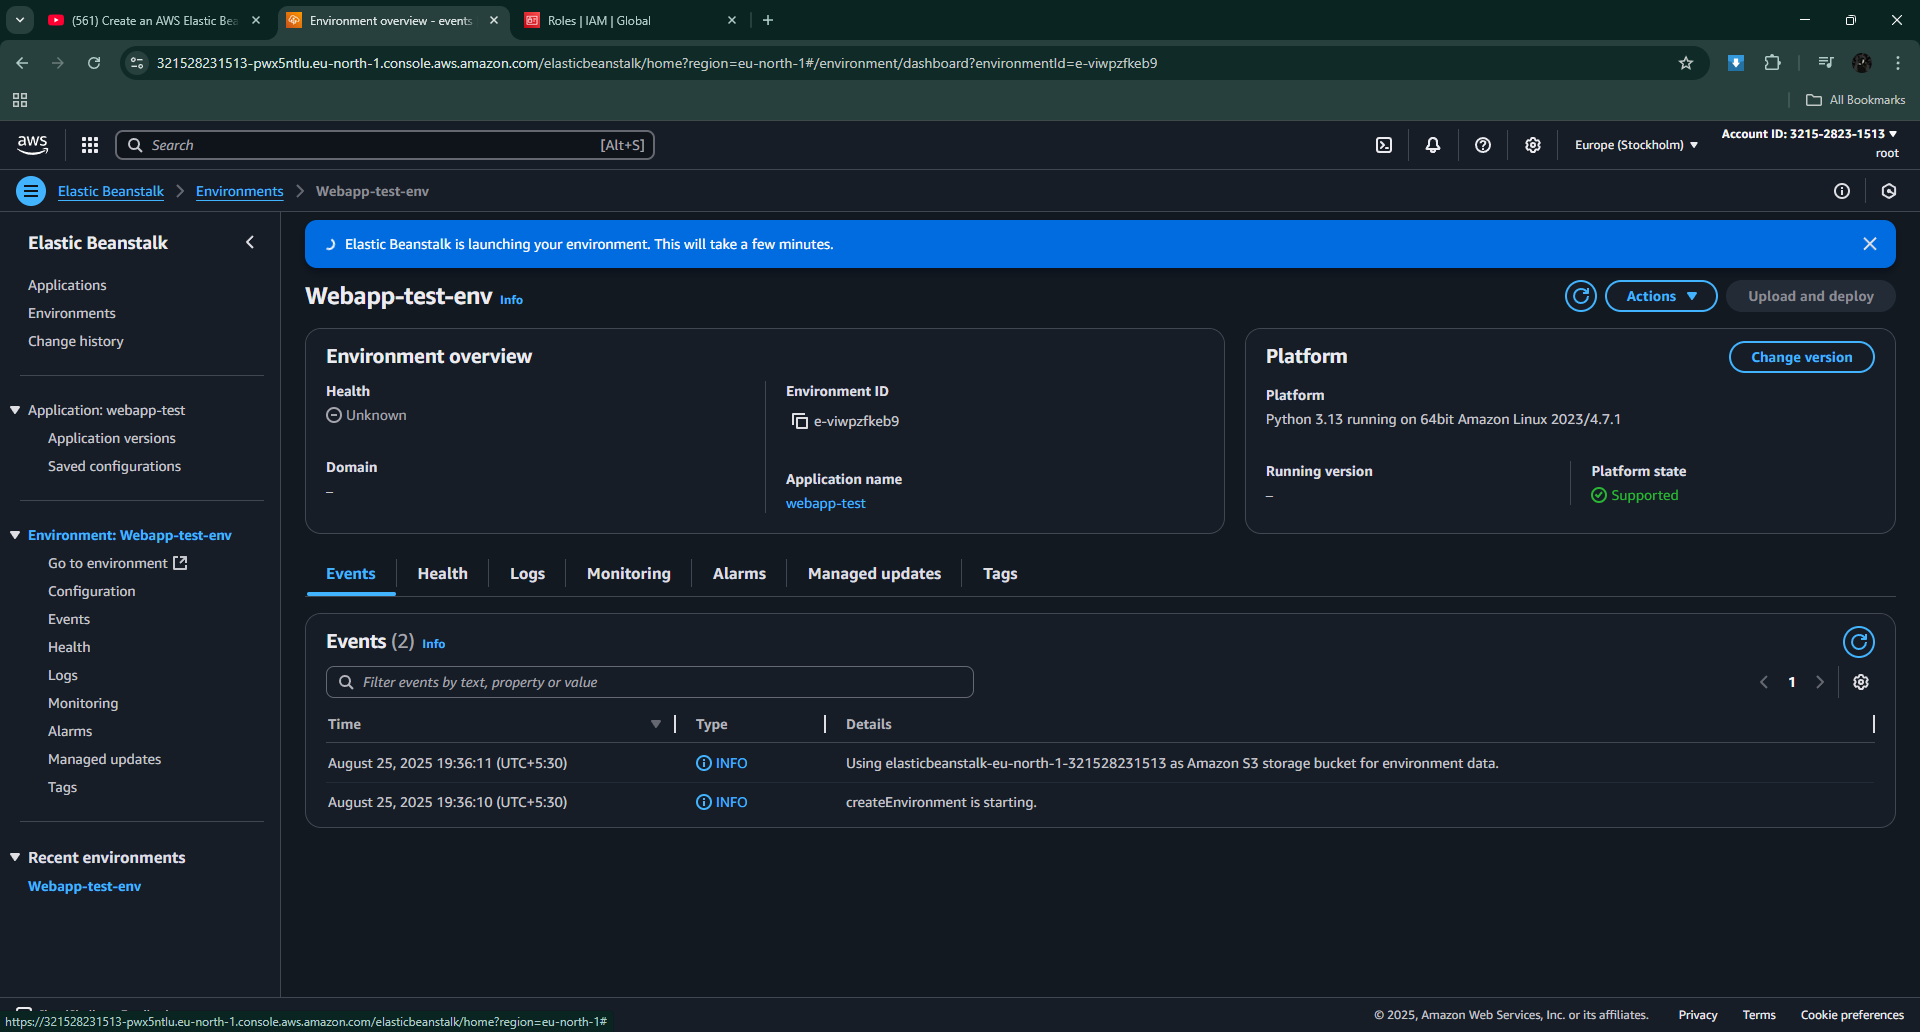 (561) Create an AWS Elastic Bea
Environment overview - events
Roles | IAM | Global
321528231513-pwx5ntlu.eu-north-1.console.aws.amazon.com/elasticbeanstalk/home?region=eu-north-1#/environment/dashboard?environmentId=e-viwpzfkeb9
All Bookmarks
aws
Search
[Alt+S]
Europe (Stockholm)
Account ID: 3215-2823-1513
root
Elastic Beanstalk
Environments
Webapp-test-env
Elastic Beanstalk
Applications
Environments
Change history
Application: webapp-test
Application versions
Saved configurations
Environment: Webapp-test-env
Go to environment
Configuration
Events
Health
Logs
Monitoring
Alarms
Managed updates
Tags
Recent environments
Webapp-test-env
Elastic Beanstalk is launching your environment. This will take a few minutes.
Webapp-test-env Info
Actions
Upload and deploy
Environment overview
Health
Unknown
Domain
–
Environment ID
e-viwpzfkeb9
Application name
webapp-test
Platform
Change version
Platform
Python 3.13 running on 64bit Amazon Linux 2023/4.7.1
Running version
–
Platform state
Supported
Events Health Logs Monitoring Alarms Managed updates Tags
Events (2) Info
Filter events by text, property or value
1
Time Type Details
August 25, 2025 19:36:11 (UTC+5:30) INFO Using elasticbeanstalk-eu-north-1-321528231513 as Amazon S3 storage bucket for environment data.
August 25, 2025 19:36:10 (UTC+5:30) INFO createEnvironment is starting.
https://321528231513-pwx5ntlu.eu-north-1.console.aws.amazon.com/elasticbeanstalk/home?region=eu-north-1#
© 2025, Amazon Web Services, Inc. or its affiliates. Privacy Terms Cookie preferences